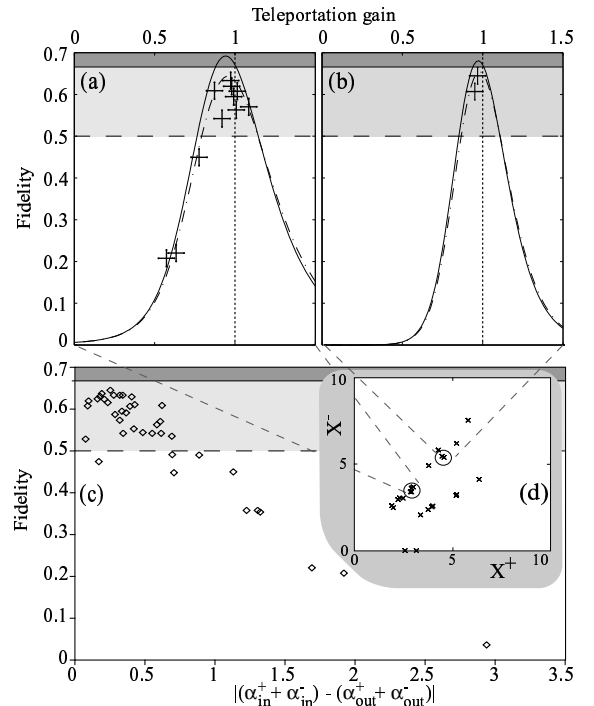 Teleportation gain
0 0.5 1 0 0.5 1 1.5
0.7
0.6
0.5
0.4
0.3
0.2
0.1
0
Fidelity
(a)
(b)
0.7
0.6
0.5
0.4
0.3
0.2
0.1
0
Fidelity
(c)
10
5
0
X⁻
(d)
0 5 10
X⁺
0 0.5 1 1.5 2 2.5 3 3.5
|(α⁺in + α⁻in) - (α⁺out + α⁻out)|